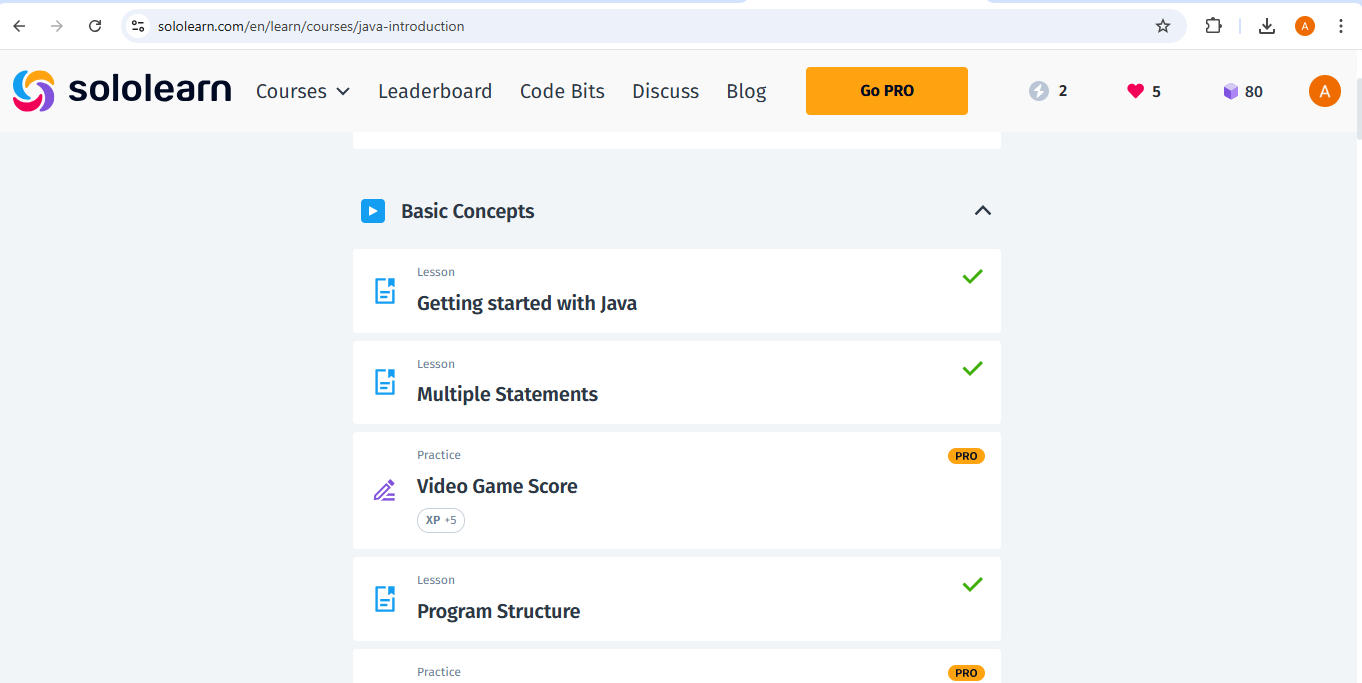 sololearn.com/en/learn/courses/java-introduction
A
sololearn
Courses
Leaderboard
Code Bits
Discuss
Blog
Go PRO
2
5
80
A
Basic Concepts
Lesson
Getting started with Java
Lesson
Multiple Statements
Practice
PRO
Video Game Score
XP +5
Lesson
Program Structure
Practice
PRO